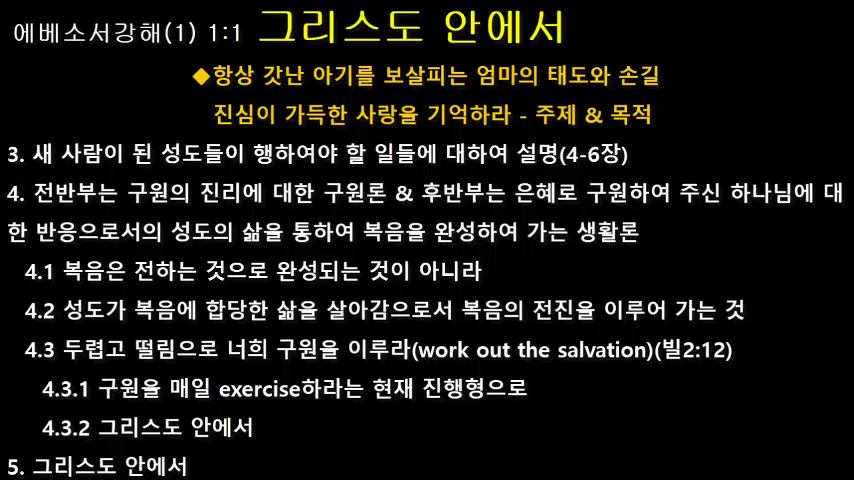 에베소서강해(1) 1:1 그리스도 안에서
◆항상 갓난 아기를 보살피는 엄마의 태도와 손길
진심이 가득한 사랑을 기억하라 - 주제 & 목적
3. 새 사람이 된 성도들이 행하여야 할 일들에 대하여 설명(4-6장)
4. 전반부는 구원의 진리에 대한 구원론 & 후반부는 은혜로 구원하여 주신 하나님에 대
한 반응으로서의 성도의 삶을 통하여 복음을 완성하여 가는 생활론
4.1 복음은 전하는 것으로 완성되는 것이 아니라
4.2 성도가 복음에 합당한 삶을 살아감으로서 복음의 전진을 이루어 가는 것
4.3 두렵고 떨림으로 너희 구원을 이루라(work out the salvation)(빌2:12)
4.3.1 구원을 매일 exercise하라는 현재 진행형으로
4.3.2 그리스도 안에서
5. 그리스도 안에서